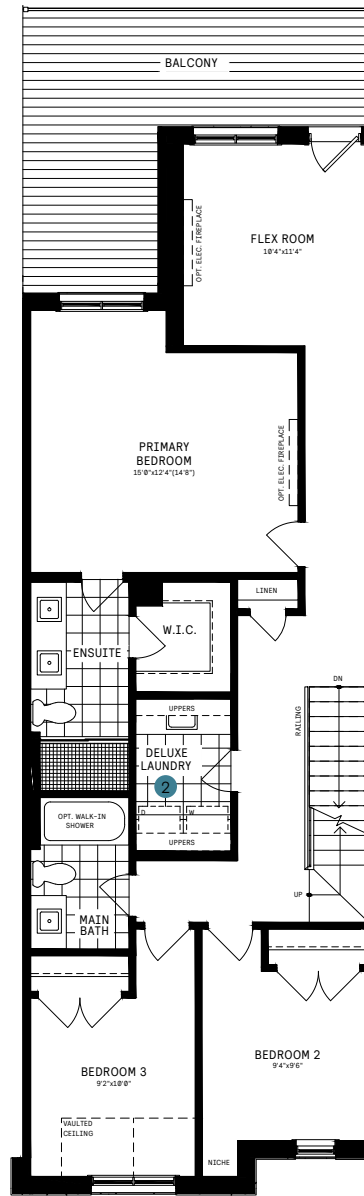 BALCONY
FLEX ROOM
10'4"x11'4"
OPT. ELEC. FIREPLACE
PRIMARY
BEDROOM
15'0"x12'4"(14'8")
OPT. ELEC. FIREPLACE
LINEN
W.I.C.
ENSUITE
DN
RAILING
UPPERS
DELUXE
LAUNDRY
2
D
W
UPPERS
OPT. WALK-IN
SHOWER
UP
MAIN
BATH
BEDROOM 2
9'4"x9'6"
BEDROOM 3
9'2"x10'0"
VAULTED
CEILING
NICHE